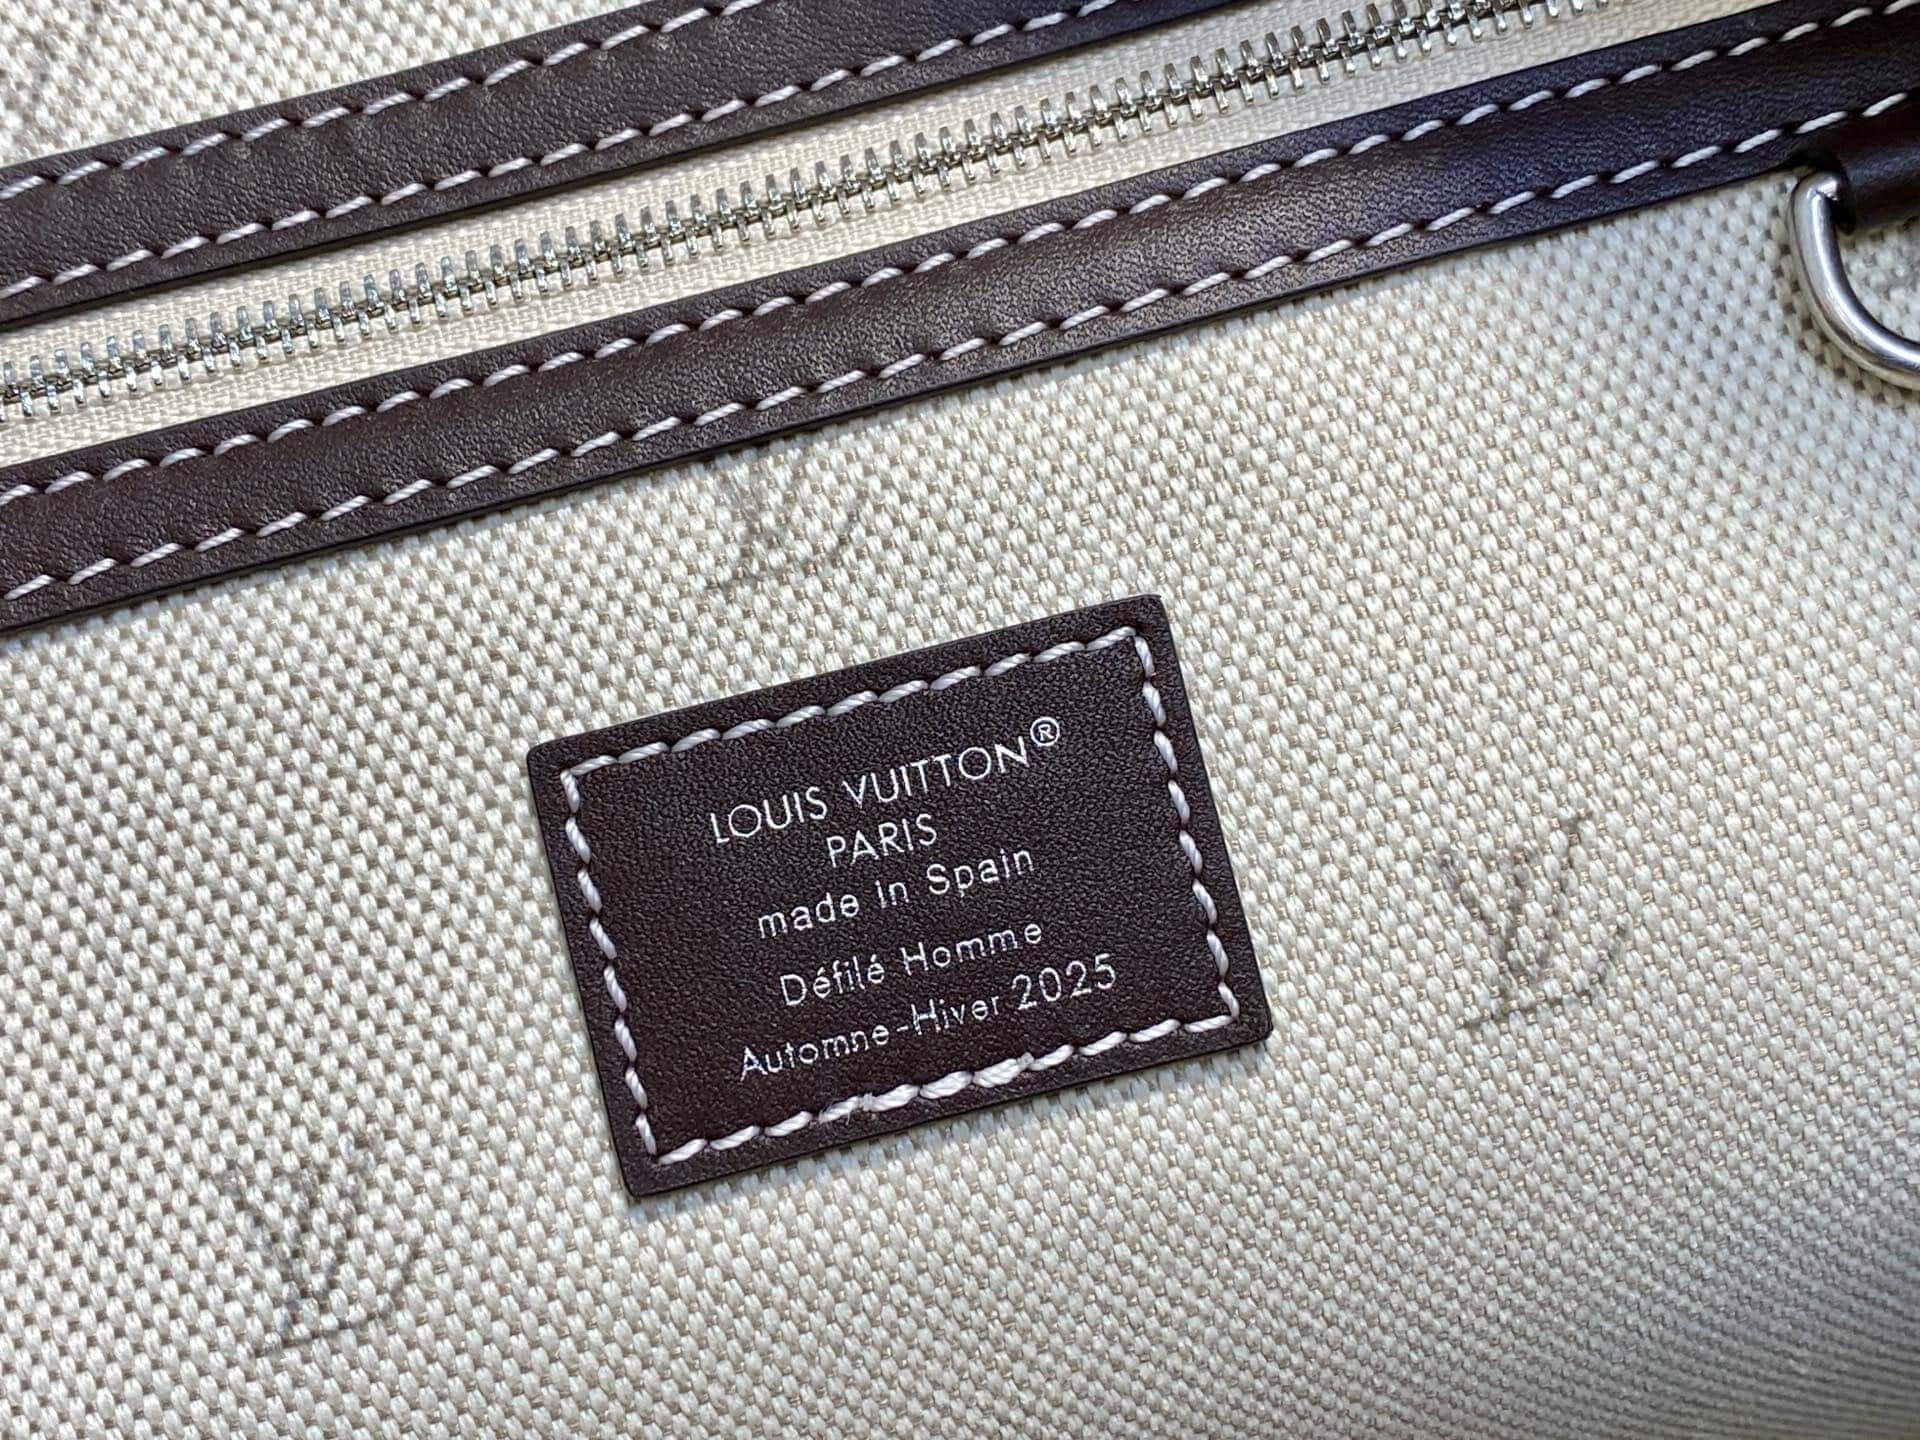 LOUIS VUITTON®
PARIS
made in Spain
Défilé Homme
Automne-Hiver 2025